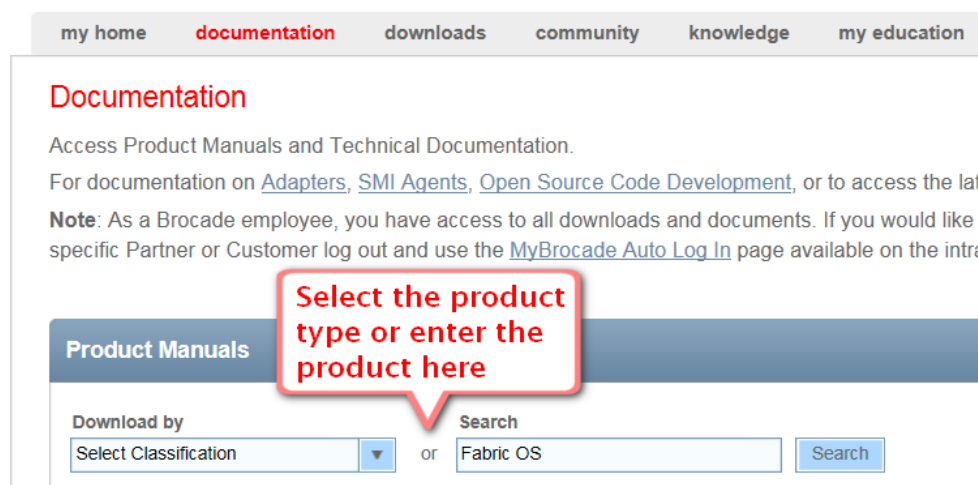 my home documentation downloads community knowledge my education
Documentation
Access Product Manuals and Technical Documentation.
For documentation on Adapters, SMI Agents, Open Source Code Development, or to access the
Note: As a Brocade employee, you have access to all downloads and documents. If you would like
specific Partner or Customer log out and use the MyBrocade Auto Log In page available on the
Select the product
type or enter the
product here
Product Manuals
Download by Search
Select Classification or Fabric OS Search